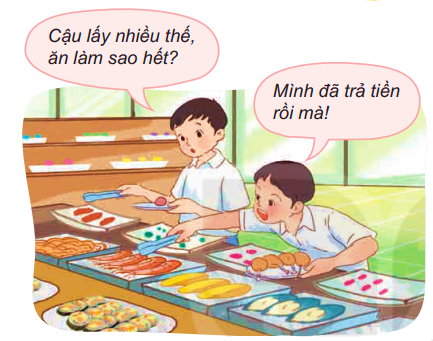 Cậu lấy nhiều thế,
ăn làm sao hết?
Mình đã trả tiền
rồi mà!